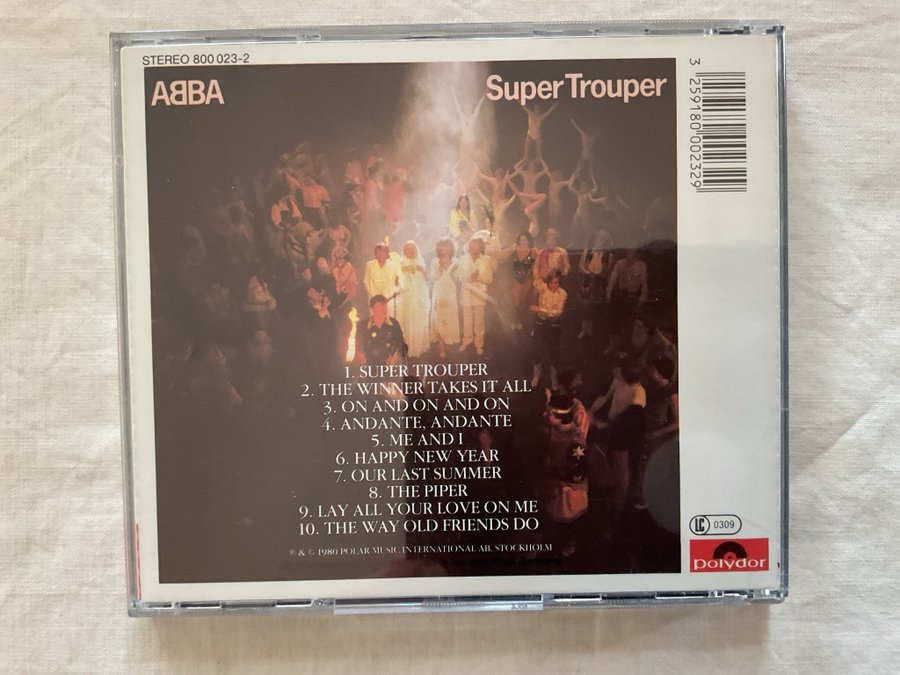 STEREO 800 023-2
ABBA
Super Trouper
3 259180 002329
1. SUPER TROUPER
2. THE WINNER TAKES IT ALL
3. ON AND ON AND ON
4. ANDANTE, ANDANTE
5. ME AND I
6. HAPPY NEW YEAR
7. OUR LAST SUMMER
8. THE PIPER
9. LAY ALL YOUR LOVE ON ME
10. THE WAY OLD FRIENDS DO
℗ & © 1980 POLAR MUSIC INTERNATIONAL AB, STOCKHOLM
LC 0309
polydor